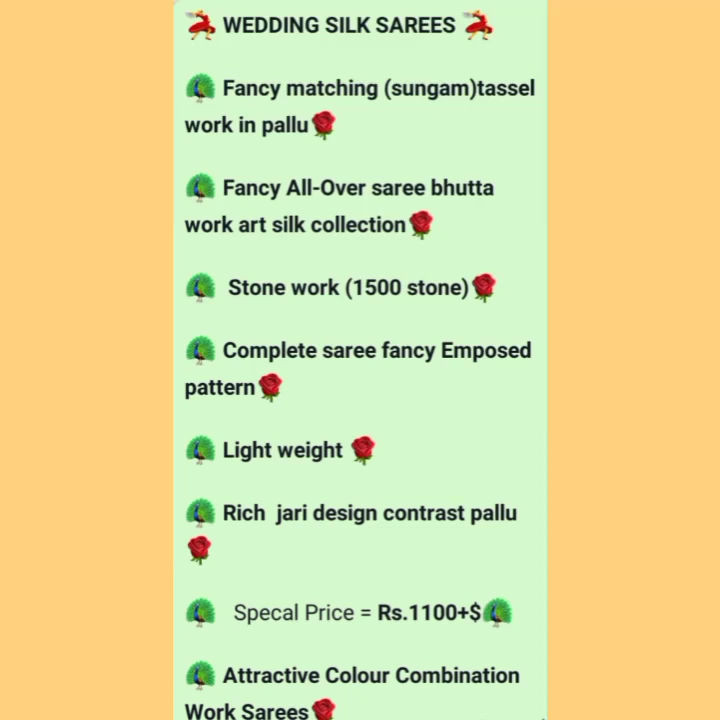 💃 WEDDING SILK SAREES 💃
🦚 Fancy matching (sungam)tassel
work in pallu🌹
🦚 Fancy All-Over saree bhutta
work art silk collection🌹
🦚 Stone work (1500 stone)🌹
🦚 Complete saree fancy Emposed
pattern🌹
🦚 Light weight 🌹
🦚 Rich jari design contrast pallu
🌹
🦚 Specal Price = Rs.1100+$🦚
🦚 Attractive Colour Combination
Work Sarees🌹